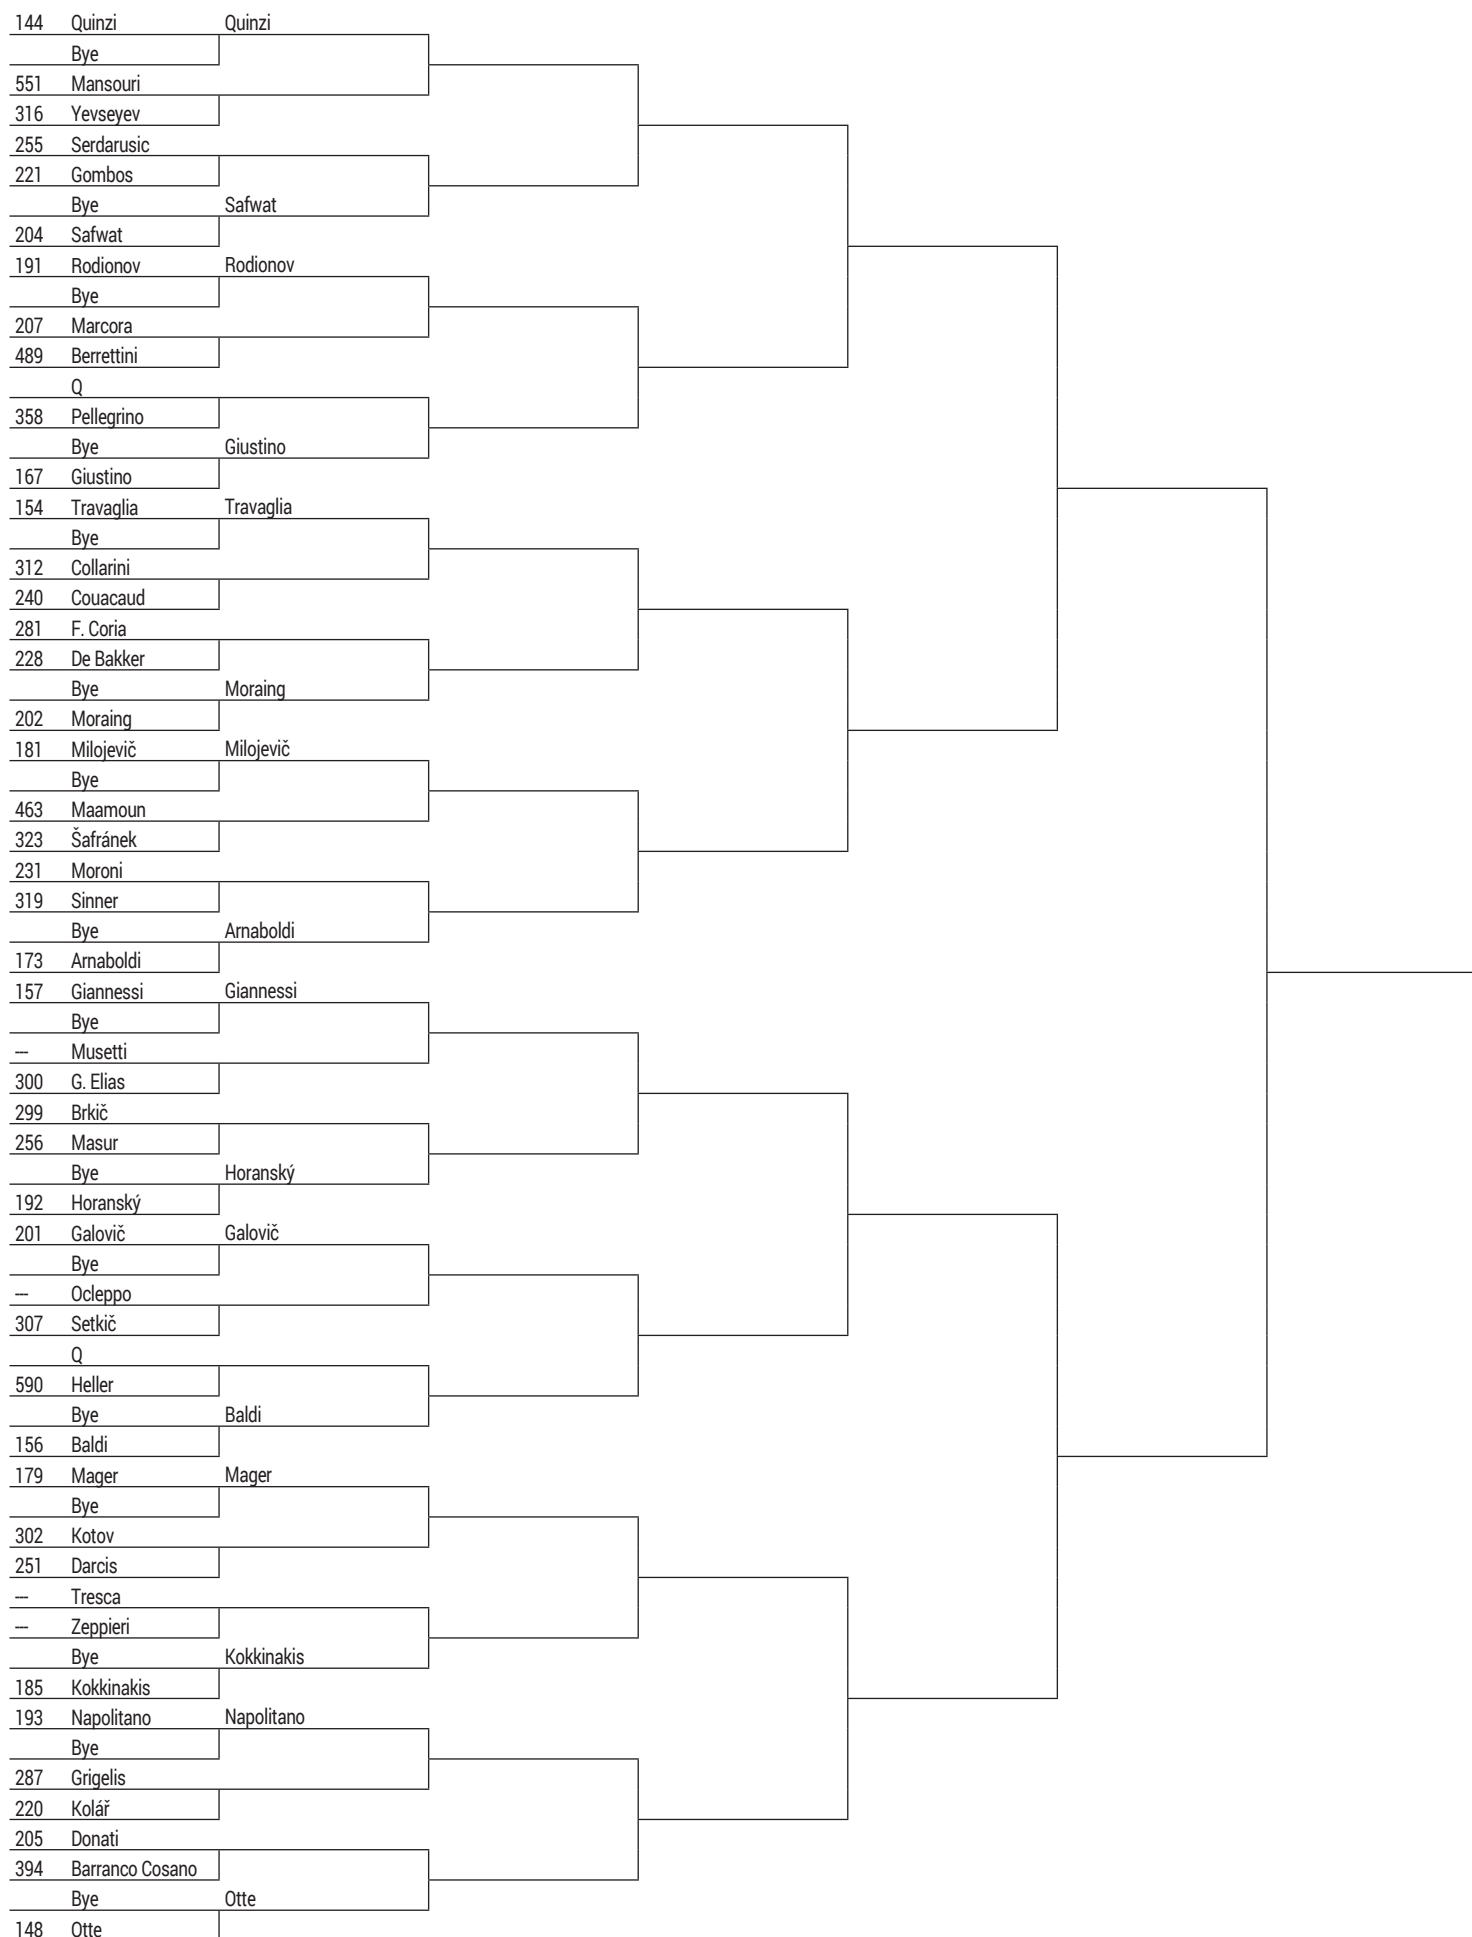 144 Quinzi Quinzi
Bye
551 Mansouri
316 Yevseyev
255 Serdarusic
221 Gombos
Bye Safwat
204 Safwat
191 Rodionov Rodionov
Bye
207 Marcora
489 Berrettini
Q
358 Pellegrino
Bye Giustino
167 Giustino
154 Travaglia Travaglia
Bye
312 Collarini
240 Couacaud
281 F. Coria
228 De Bakker
Bye Moraing
202 Moraing
181 Milojevič Milojevič
Bye
463 Maamoun
323 Šafránek
231 Moroni
319 Sinner
Bye Arnaboldi
173 Arnaboldi
157 Giannessi Giannessi
Bye
--- Musetti
300 G. Elias
299 Brkič
256 Masur
Bye Horanský
192 Horanský
201 Galovič Galovič
Bye
--- Ocleppo
307 Setkič
Q
590 Heller
Bye Baldi
156 Baldi
179 Mager Mager
Bye
302 Kotov
251 Darcis
--- Tresca
--- Zeppieri
Bye Kokkinakis
185 Kokkinakis
193 Napolitano Napolitano
Bye
287 Grigelis
220 Kolář
205 Donati
394 Barranco Cosano
Bye Otte
148 Otte